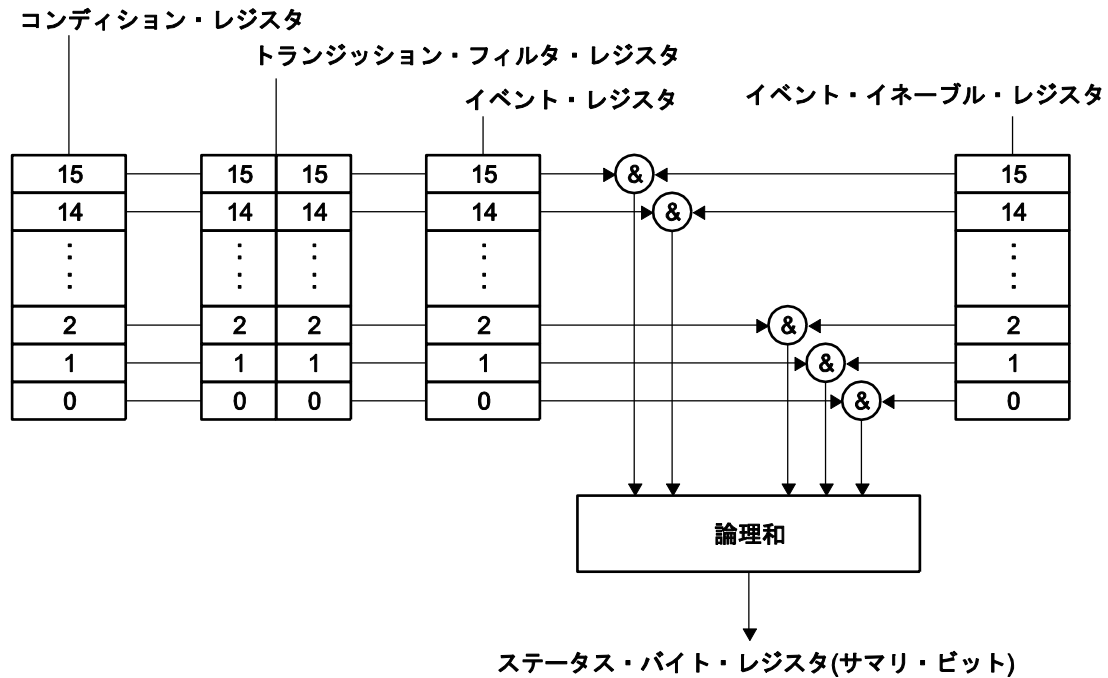 コンディション・レジスタ
トランジッション・フィルタ・レジスタ
イベント・レジスタ
イベント・イネーブル・レジスタ
15 15 15 15 & 15
14 14 14 14 & 14
2 2 2 2 & 2
1 1 1 1 & 1
0 0 0 0 & 0
論理和
ステータス・バイト・レジスタ(サマリ・ビット)